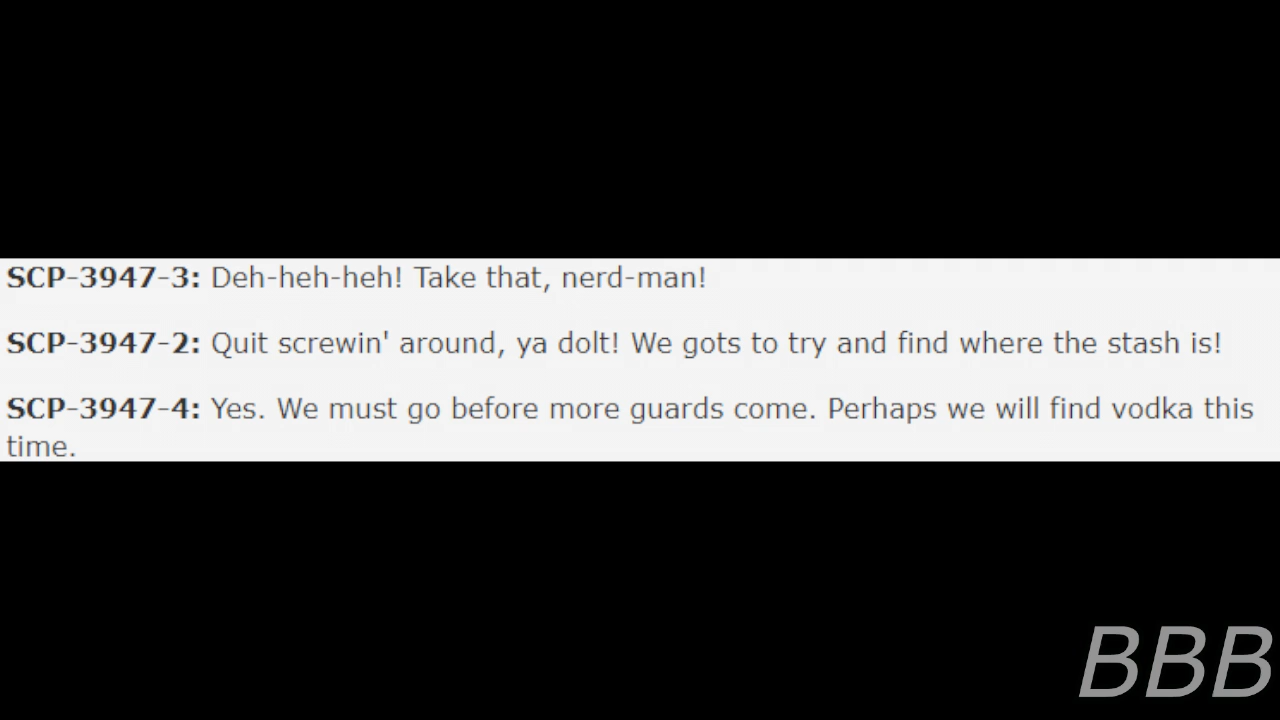 SCP-3947-3: Deh-heh-heh! Take that, nerd-man!
SCP-3947-2: Quit screwin' around, ya dolt! We gots to try and find where the stash is!
SCP-3947-4: Yes. We must go before more guards come. Perhaps we will find vodka this
time.
BBB